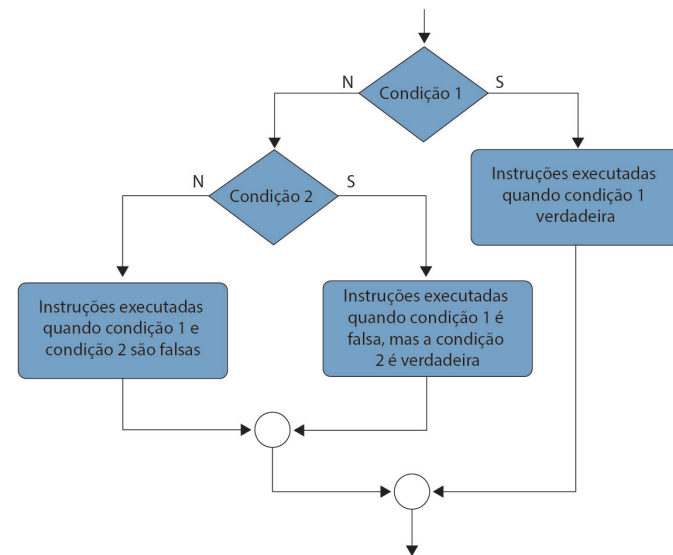 N
Condição 1
S
N
Condição 2
S
Instruções executadas
quando condição 1
verdadeira
Instruções executadas
quando condição 1 e
condição 2 são falsas
Instruções executadas
quando condição 1 é
falsa, mas a condição
2 é verdadeira